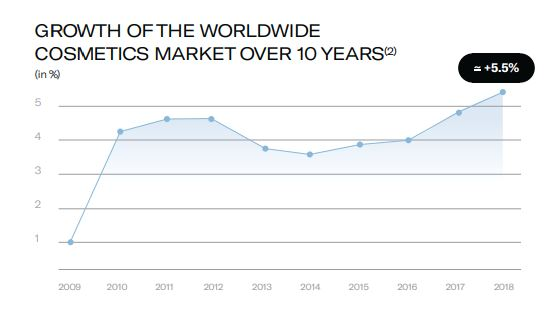 GROWTH OF THE WORLDWIDE
COSMETICS MARKET OVER 10 YEARS(2)
(in %)
≃ +5.5%
5
4
3
2
1
2009 2010 2011 2012 2013 2014 2015 2016 2017 2018